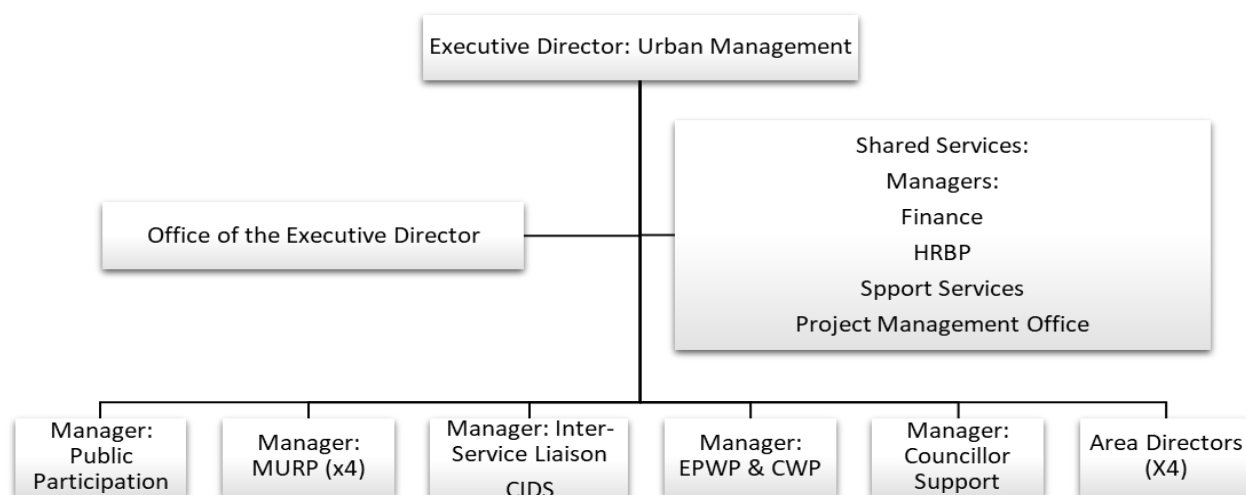 Executive Director: Urban Management
Shared Services:
Managers:
Finance
HRBP
Spport Services
Project Management Office
Office of the Executive Director
Manager:
Public
Participation
Manager:
MURP (x4)
Manager: Inter-
Service Liaison
CIDS
Manager:
EPWP & CWP
Manager:
Councillor
Support
Area Directors
(X4)